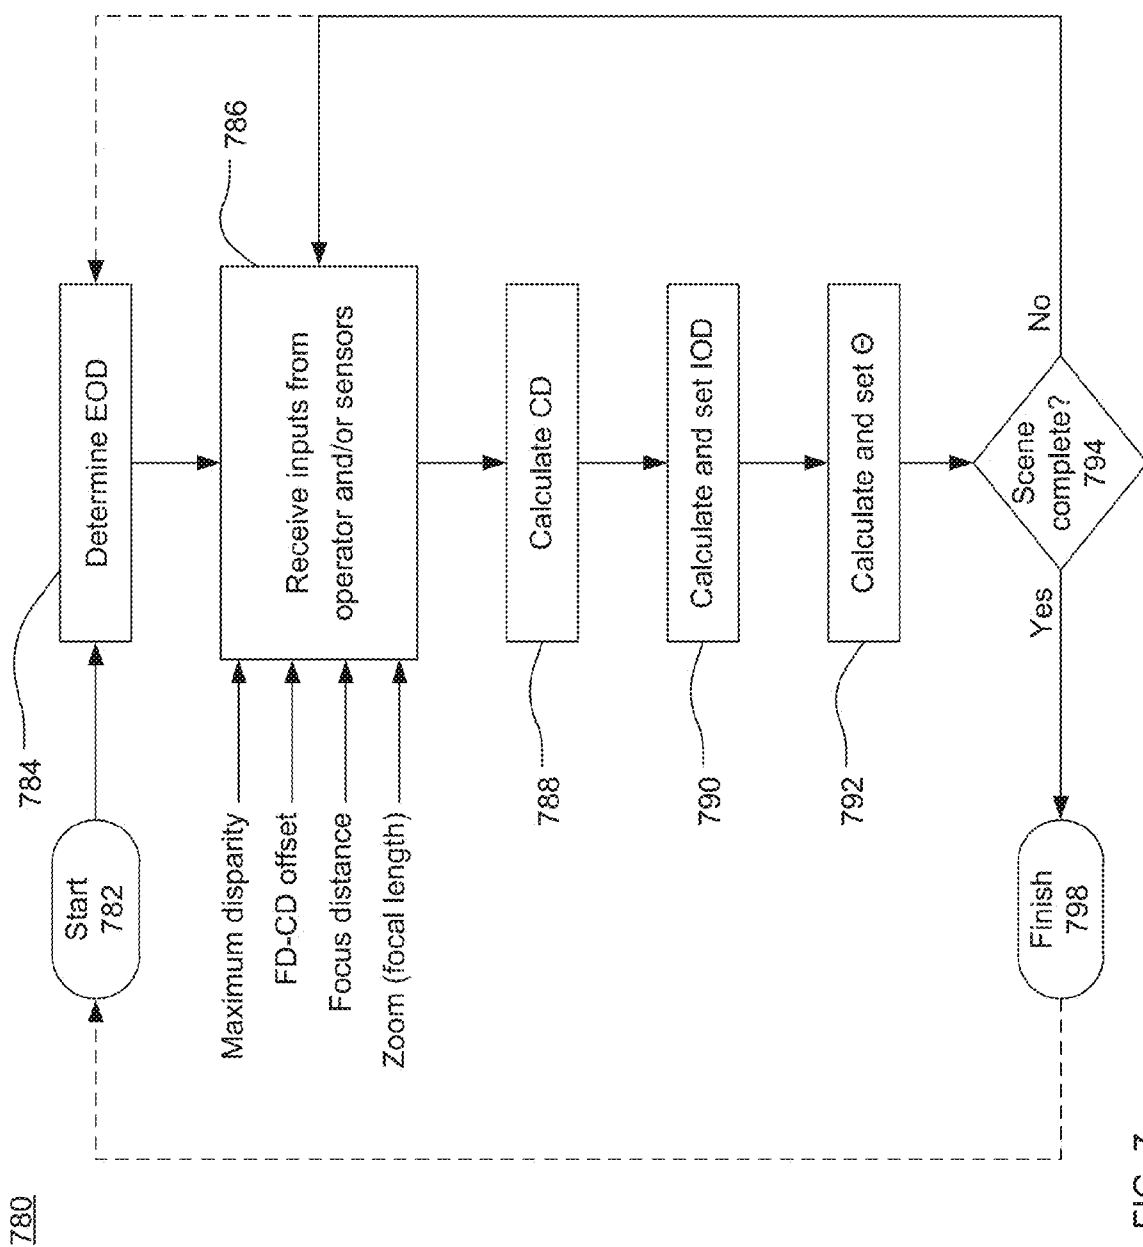 780
Start
782
784
Determine EOD
786
Receive inputs from
operator and/or sensors
Maximum disparity
FD-CD offset
Focus distance
Zoom (focal length)
788
Calculate CD
790
Calculate and set IOD
792
Calculate and set Θ
Scene
complete?
794
Yes
No
Finish
798
FIG. 7